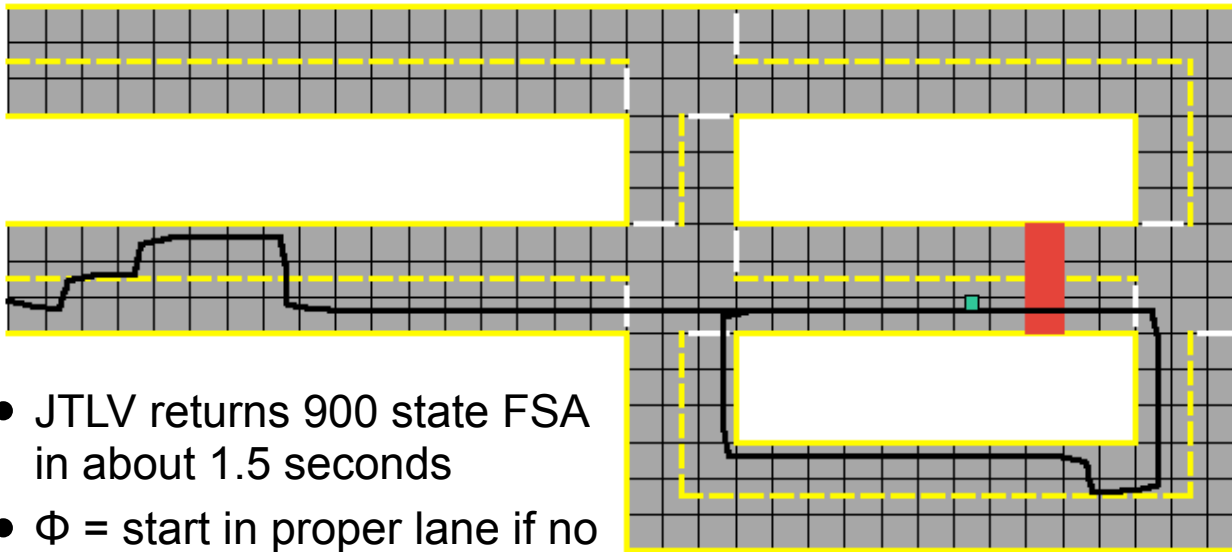 • JTLV returns 900 state FSA
in about 1.5 seconds
• Φ = start in proper lane if no